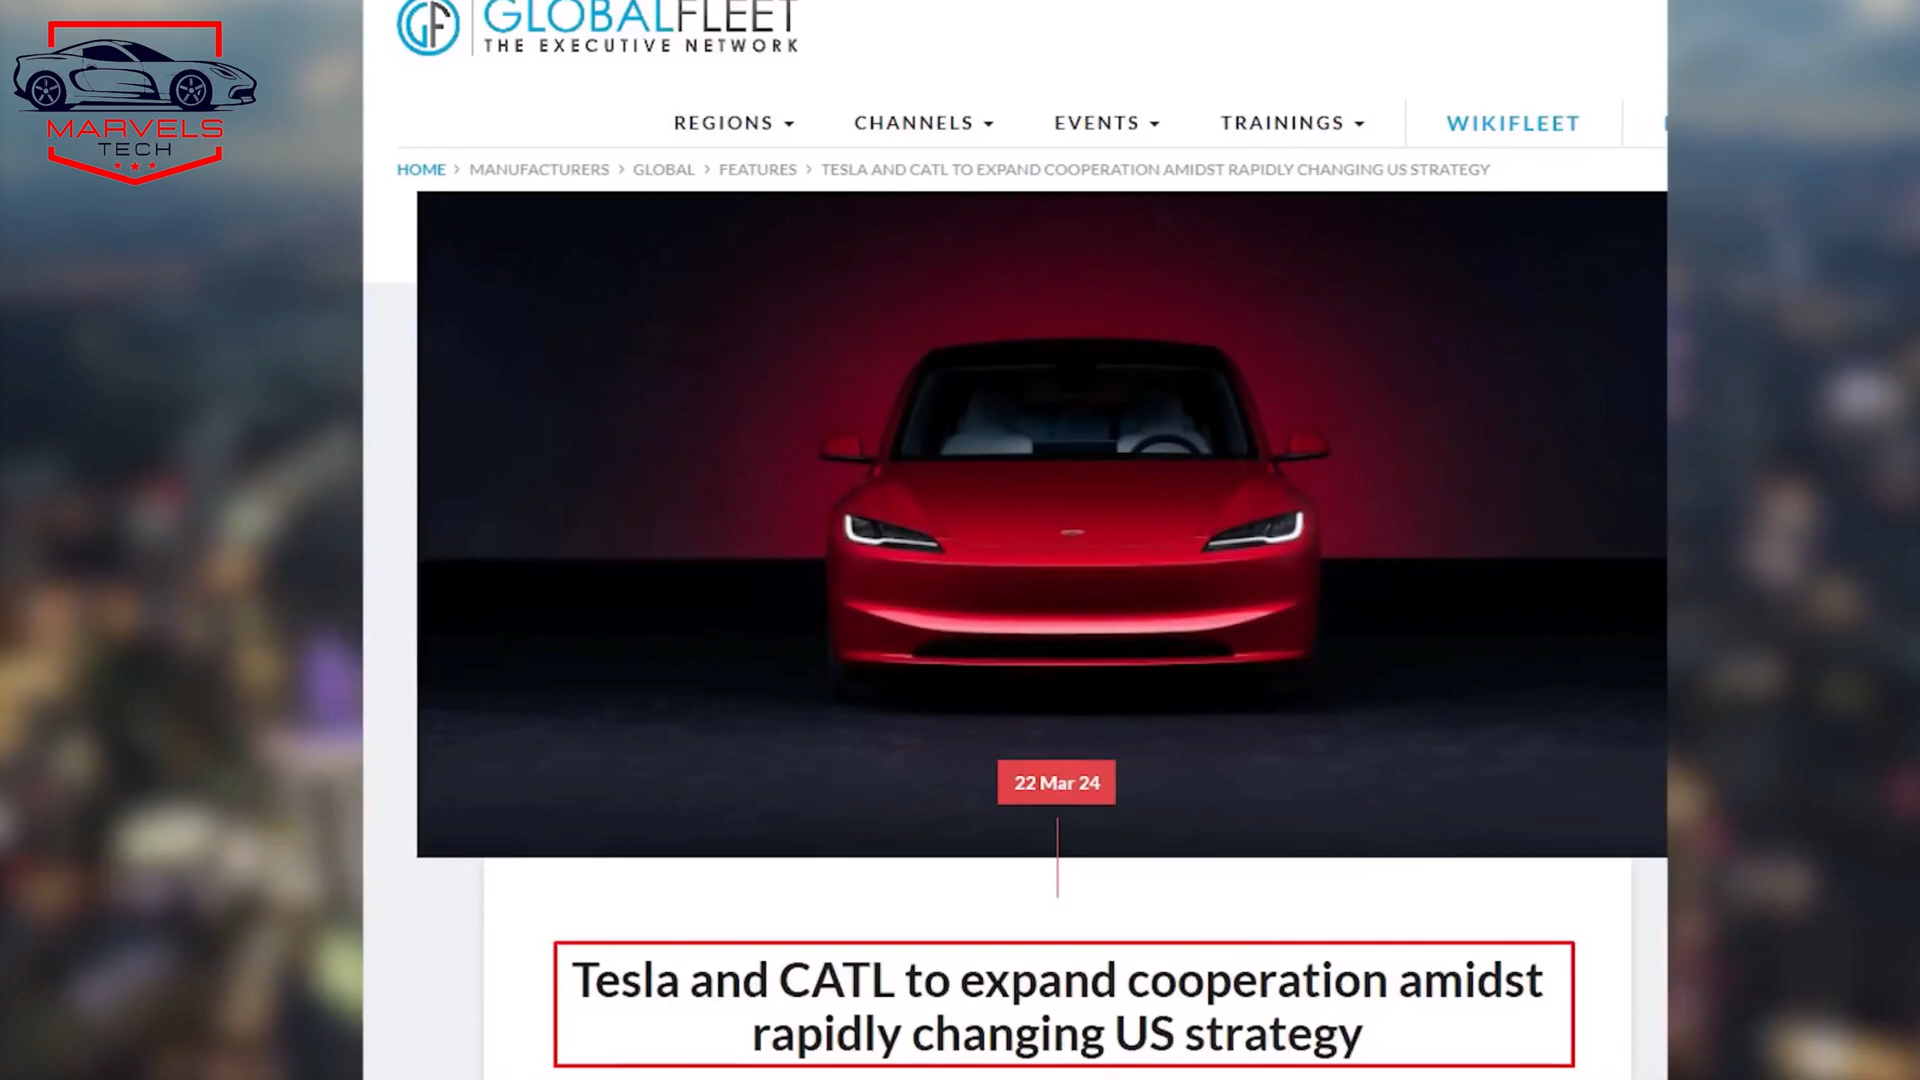 GLOBALFLEET
THE EXECUTIVE NETWORK
MARVELS
TECH
REGIONS
CHANNELS
EVENTS
TRAININGS
WIKIFLEET
HOME > MANUFACTURERS > GLOBAL > FEATURES > TESLA AND CATL TO EXPAND COOPERATION AMIDST RAPIDLY CHANGING US STRATEGY
22 Mar 24
Tesla and CATL to expand cooperation amidst
rapidly changing US strategy